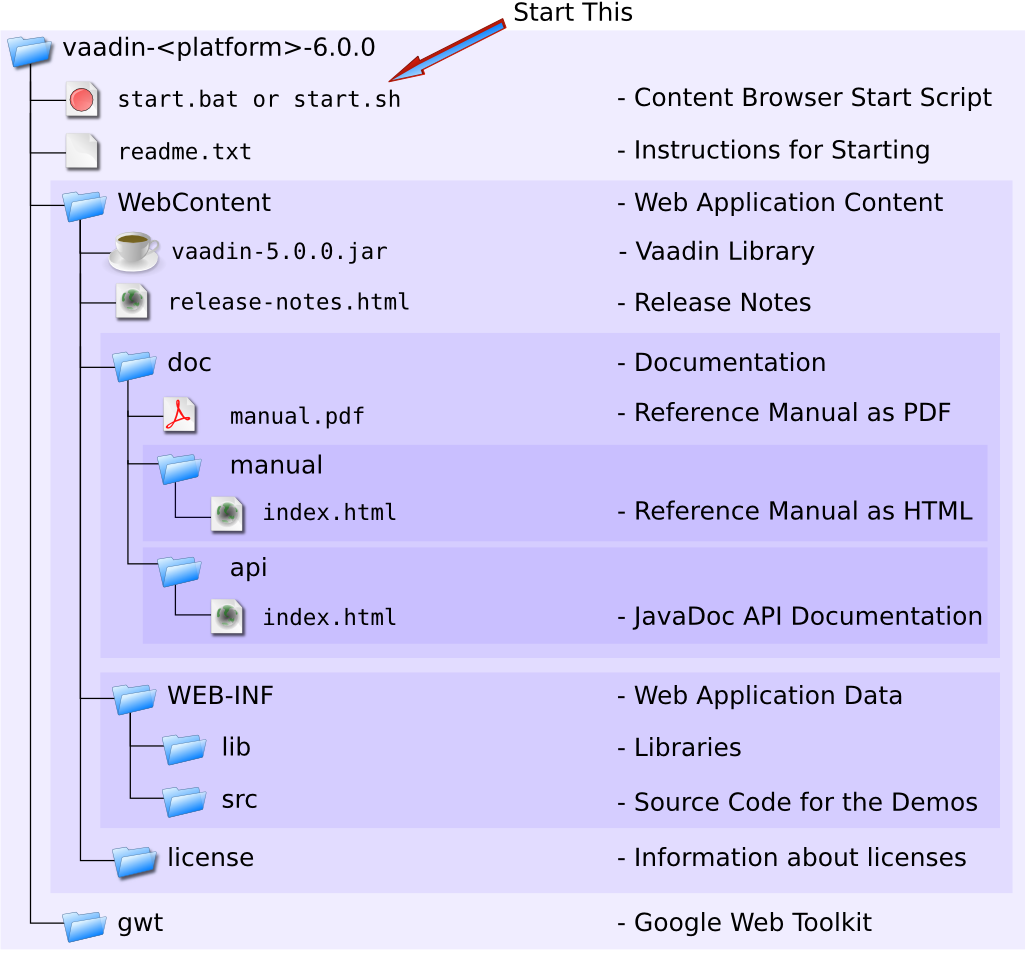 Start This
vaadin-<platform>-6.0.0
start.bat or start.sh - Content Browser Start Script
readme.txt - Instructions for Starting
WebContent - Web Application Content
vaadin-5.0.0.jar - Vaadin Library
release-notes.html - Release Notes
doc - Documentation
manual.pdf - Reference Manual as PDF
manual
index.html - Reference Manual as HTML
api
index.html - JavaDoc API Documentation
WEB-INF - Web Application Data
lib - Libraries
src - Source Code for the Demos
license - Information about licenses
gwt - Google Web Toolkit